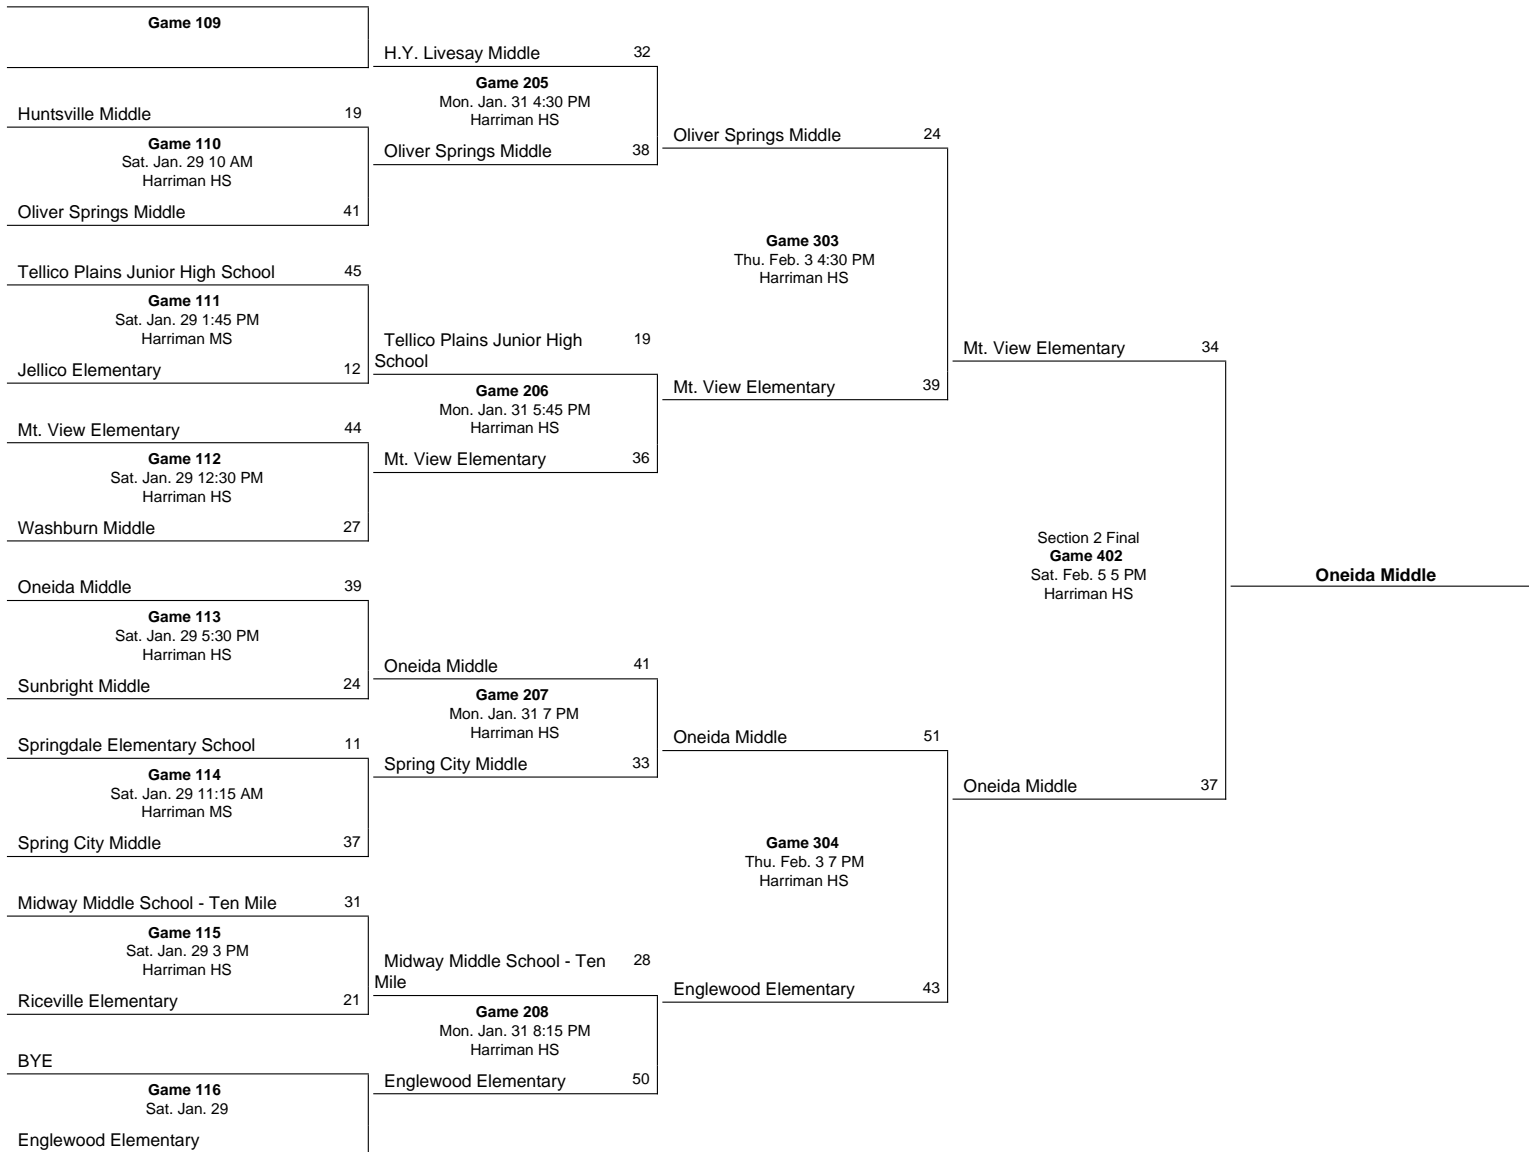 Game 109
H.Y. Livesay Middle 32
Game 205
Mon. Jan. 31 4:30 PM
Harriman HS
Oliver Springs Middle 38
Huntsville Middle 19
Game 110
Sat. Jan. 29 10 AM
Harriman HS
Oliver Springs Middle 41
Oliver Springs Middle 24
Game 303
Thu. Feb. 3 4:30 PM
Harriman HS
Mt. View Elementary 39
Tellico Plains Junior High School 45
Game 111
Sat. Jan. 29 1:45 PM
Harriman MS
Jellico Elementary 12
Tellico Plains Junior High 19
School
Game 206
Mon. Jan. 31 5:45 PM
Harriman HS
Mt. View Elementary 36
Mt. View Elementary 44
Game 112
Sat. Jan. 29 12:30 PM
Harriman HS
Washburn Middle 27
Mt. View Elementary 34
Section 2 Final
Game 402
Sat. Feb. 5 5 PM
Harriman HS
Oneida Middle 37
Oneida Middle
Oneida Middle 39
Game 113
Sat. Jan. 29 5:30 PM
Harriman HS
Sunbright Middle 24
Oneida Middle 41
Game 207
Mon. Jan. 31 7 PM
Harriman HS
Spring City Middle 33
Springdale Elementary School 11
Game 114
Sat. Jan. 29 11:15 AM
Harriman MS
Spring City Middle 37
Oneida Middle 51
Game 304
Thu. Feb. 3 7 PM
Harriman HS
Englewood Elementary 43
Midway Middle School - Ten Mile 31
Game 115
Sat. Jan. 29 3 PM
Harriman HS
Riceville Elementary 21
Midway Middle School - Ten 28
Mile
Game 208
Mon. Jan. 31 8:15 PM
Harriman HS
Englewood Elementary 50
BYE
Game 116
Sat. Jan. 29
Englewood Elementary